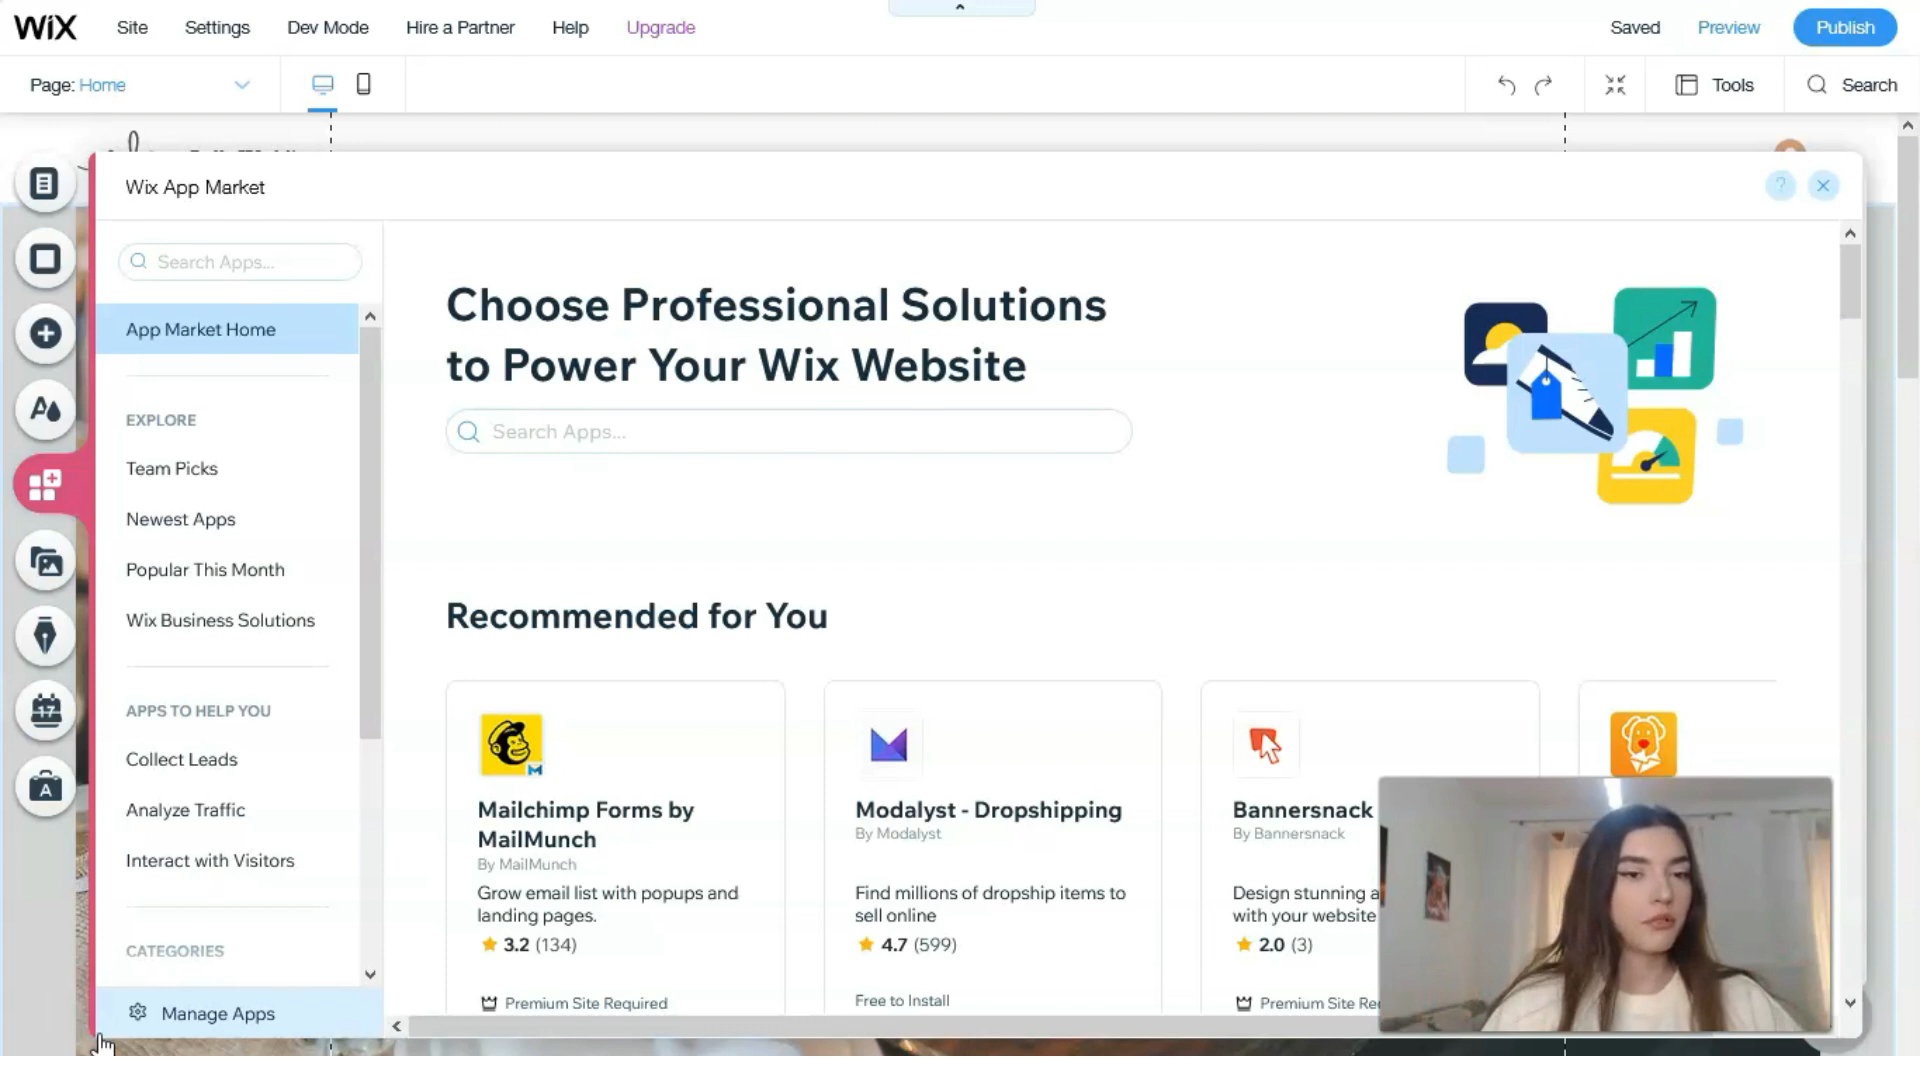 WiX Site Settings Dev Mode Hire a Partner Help Upgrade Saved Preview Publish
Page: Home Tools Search
Wix App Market ?
Search Apps...
App Market Home
EXPLORE
Team Picks
Newest Apps
Popular This Month
Wix Business Solutions
APPS TO HELP YOU
Collect Leads
Analyze Traffic
Interact with Visitors
CATEGORIES
Manage Apps
17
A
Choose Professional Solutions
to Power Your Wix Website
Search Apps...
Recommended for You
Mailchimp Forms by
MailMunch
By MailMunch
Grow email list with popups and
landing pages.
3.2 (134)
Premium Site Required
Modalyst - Dropshipping
By Modalyst
Find millions of dropship items to
sell online
4.7 (599)
Free to Install
Bannersnack
By Bannersnack
Design stunning a
with your website
2.0 (3)
Premium Site Re